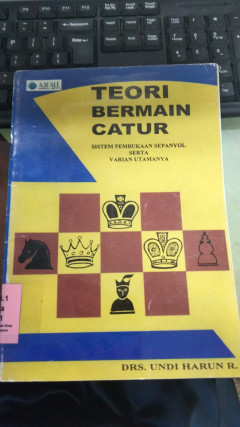 TEORI
BERMAIN
CATUR
SISTEM PEMBUKAAN SEPANYOL
SERTA
VARIAN UTAMANYA
DRS. UNDI HARUN R.